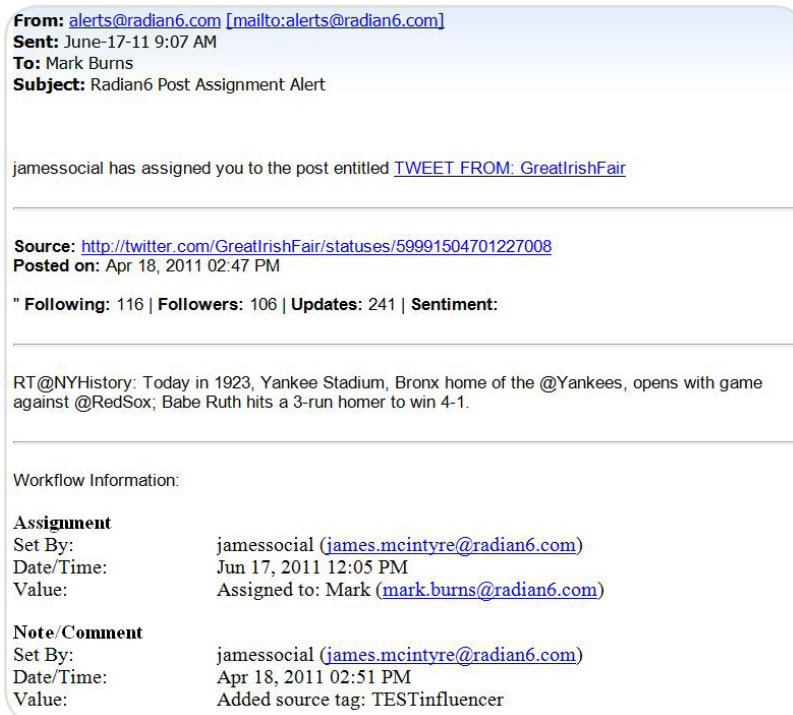 From: alerts@radian6.com [mailto:alerts@radian6.com]
Sent: June-17-11 9:07 AM
To: Mark Burns
Subject: Radian6 Post Assignment Alert
jamessocial has assigned you to the post entitled TWEET FROM: GreatIrishFair
Source: http://twitter.com/GreatIrishFair/statuses/59991504701227008
Posted on: Apr 18, 2011 02:47 PM
" Following: 116 | Followers: 106 | Updates: 241 | Sentiment:
RT@NYHistory: Today in 1923, Yankee Stadium, Bronx home of the @Yankees, opens with game
against @RedSox; Babe Ruth hits a 3-run homer to win 4-1.
Workflow Information:
Assignment
Set By: jamessocial (james.mcintyre@radian6.com)
Date/Time: Jun 17, 2011 12:05 PM
Value: Assigned to: Mark (mark.burns@radian6.com)
Note/Comment
Set By: jamessocial (james.mcintyre@radian6.com)
Date/Time: Apr 18, 2011 02:51 PM
Value: Added source tag: TESTinfluencer